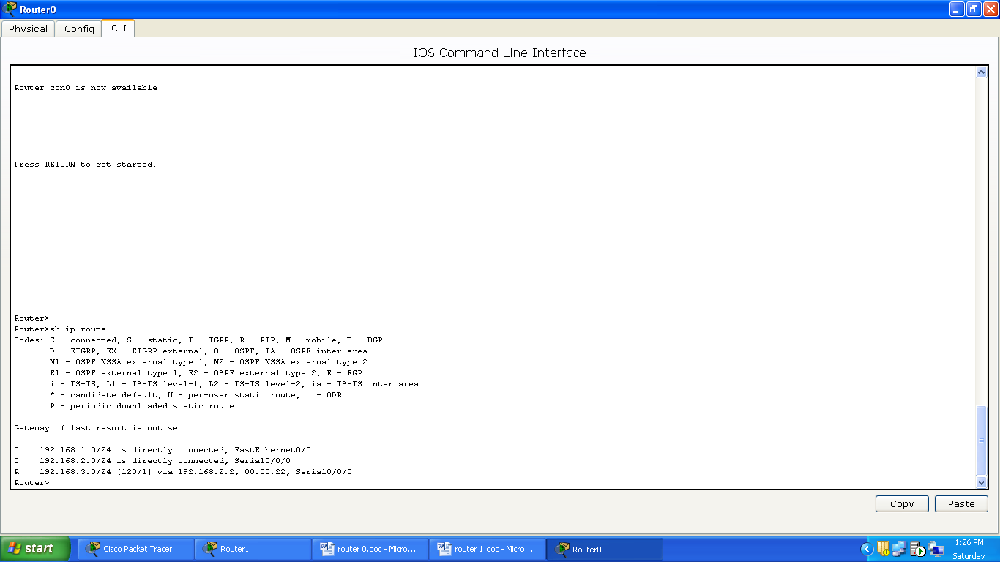 Router0
Physical Config CLI
IOS Command Line Interface
Router con0 is now available
Press RETURN to get started.
Router>
Router>sh ip route
Codes: C - connected, S - static, I - IGRP, R - RIP, M - mobile, B - BGP
D - EIGRP, EX - EIGRP external, O - OSPF, IA - OSPF inter area
N1 - OSPF NSSA external type 1, N2 - OSPF NSSA external type 2
E1 - OSPF external type 1, E2 - OSPF external type 2, E - EGP
i - IS-IS, L1 - IS-IS level-1, L2 - IS-IS level-2, ia - IS-IS inter area
* - candidate default, U - per-user static route, o - ODR
P - periodic downloaded static route
Gateway of last resort is not set
C 192.168.1.0/24 is directly connected, FastEthernet0/0
C 192.168.2.0/24 is directly connected, Serial0/0/0
R 192.168.3.0/24 [120/1] via 192.168.2.2, 00:00:22, Serial0/0/0
Router>
Copy Paste
start Cisco Packet Tracer Router1 router 0.doc - Micro... router 1.doc - Micro... Router0 1:26 PM
Saturday